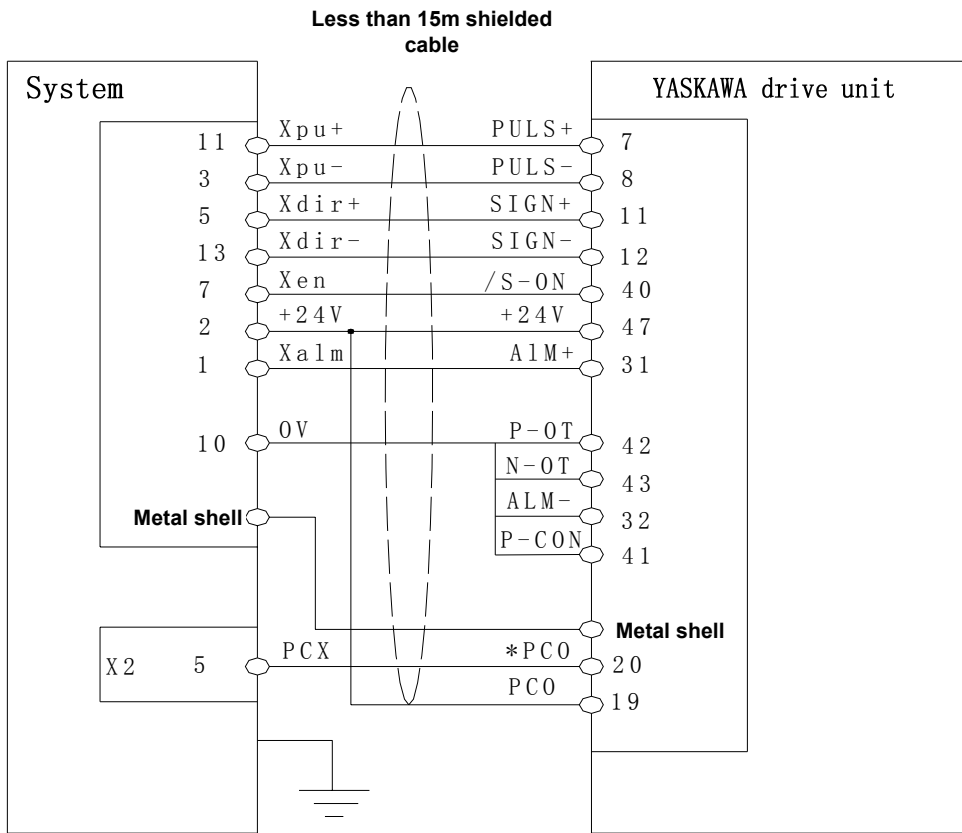 Less than 15m shielded
cable
System
YASKAWA drive unit
11 Xpu+ PULS+ 7
3 Xpu- PULS- 8
5 Xdir+ SIGN+ 11
13 Xdir- SIGN- 12
7 Xen /S-ON 40
2 +24V +24V 47
1 Xalm AlM+ 31
10 0V P-OT 42
N-OT 43
ALM- 32
P-CON 41
Metal shell
Metal shell
X2 5 PCX *PCO 20
PCO 19